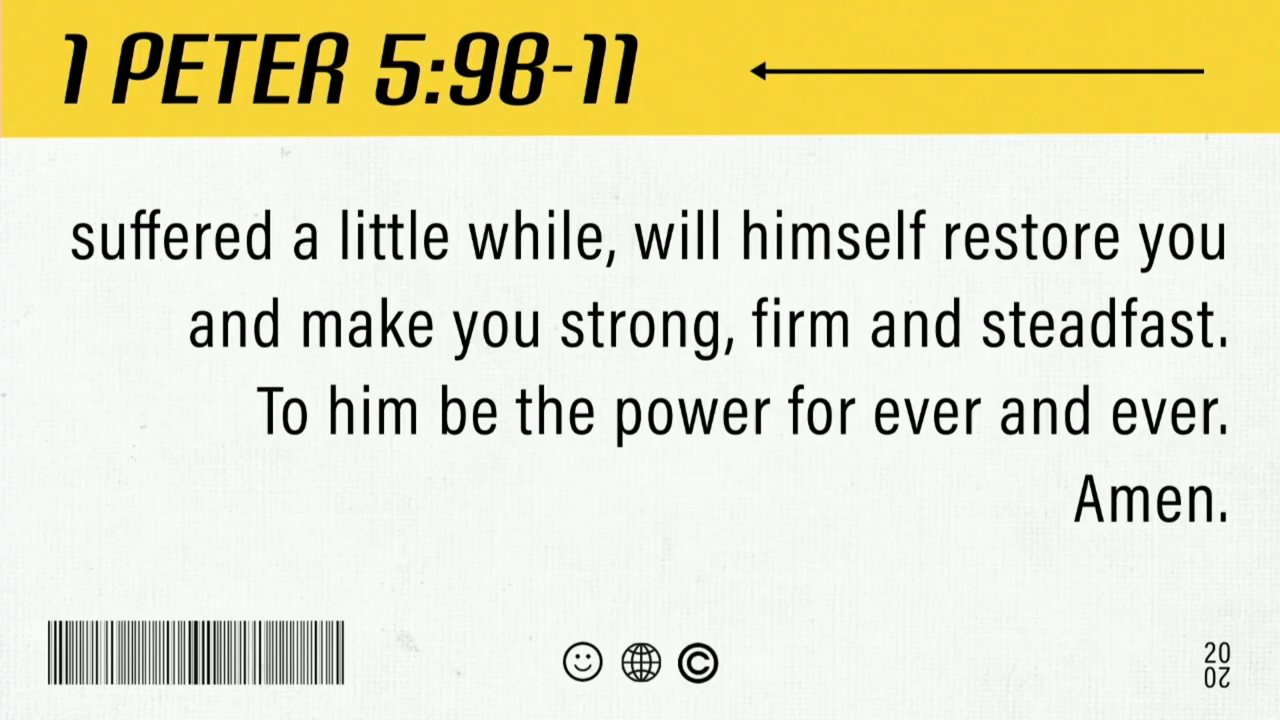 1 PETER 5:9B-11
suffered a little while, will himself restore you
and make you strong, firm and steadfast.
To him be the power for ever and ever.
Amen.
©
20
20